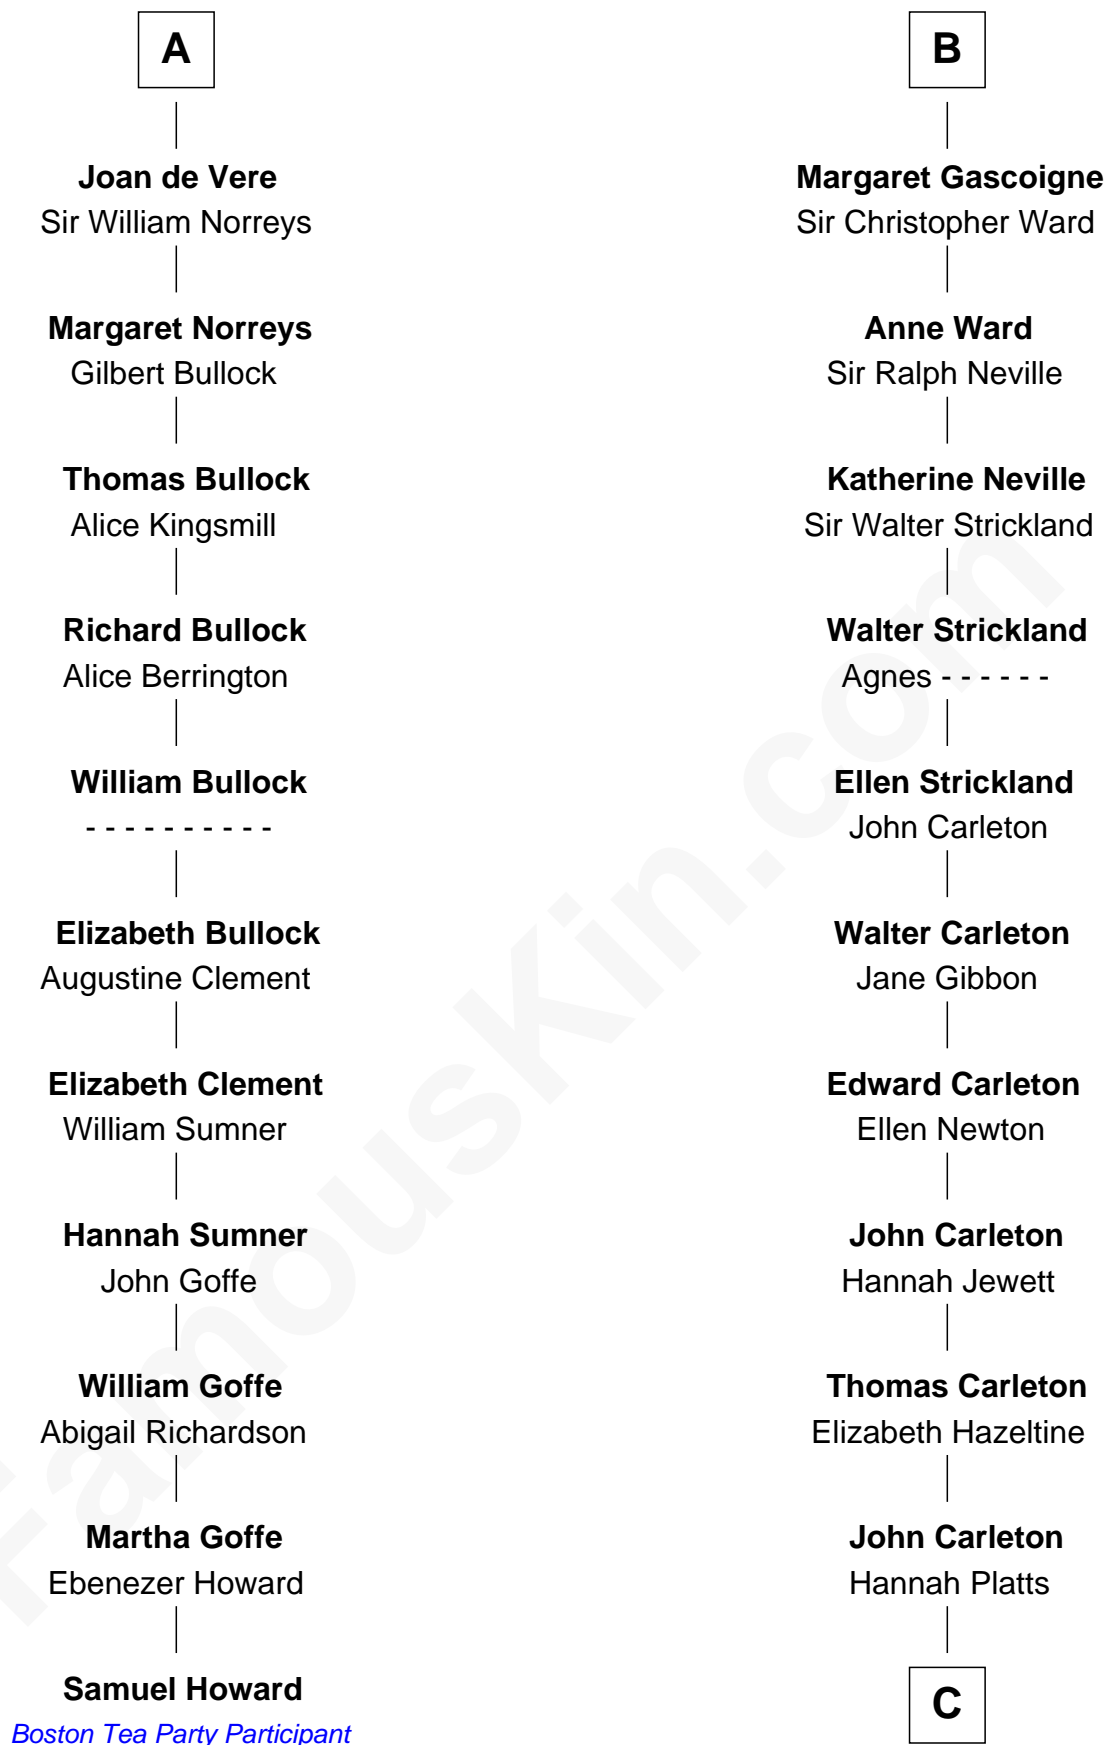 A
Joan de Vere
Sir William Norreys
Margaret Norreys
Gilbert Bullock
Thomas Bullock
Alice Kingsmill
Richard Bullock
Alice Berrington
William Bullock
- - - - - - - - - -
Elizabeth Bullock
Augustine Clement
Elizabeth Clement
William Sumner
Hannah Sumner
John Goffe
William Goffe
Abigail Richardson
Martha Goffe
Ebenezer Howard
Samuel Howard
Boston Tea Party Participant
B
Margaret Gascoigne
Sir Christopher Ward
Anne Ward
Sir Ralph Neville
Katherine Neville
Sir Walter Strickland
Walter Strickland
Agnes - - - - - -
Ellen Strickland
John Carleton
Walter Carleton
Jane Gibbon
Edward Carleton
Ellen Newton
John Carleton
Hannah Jewett
Thomas Carleton
Elizabeth Hazeltine
John Carleton
Hannah Platts
C
FamousKin.com